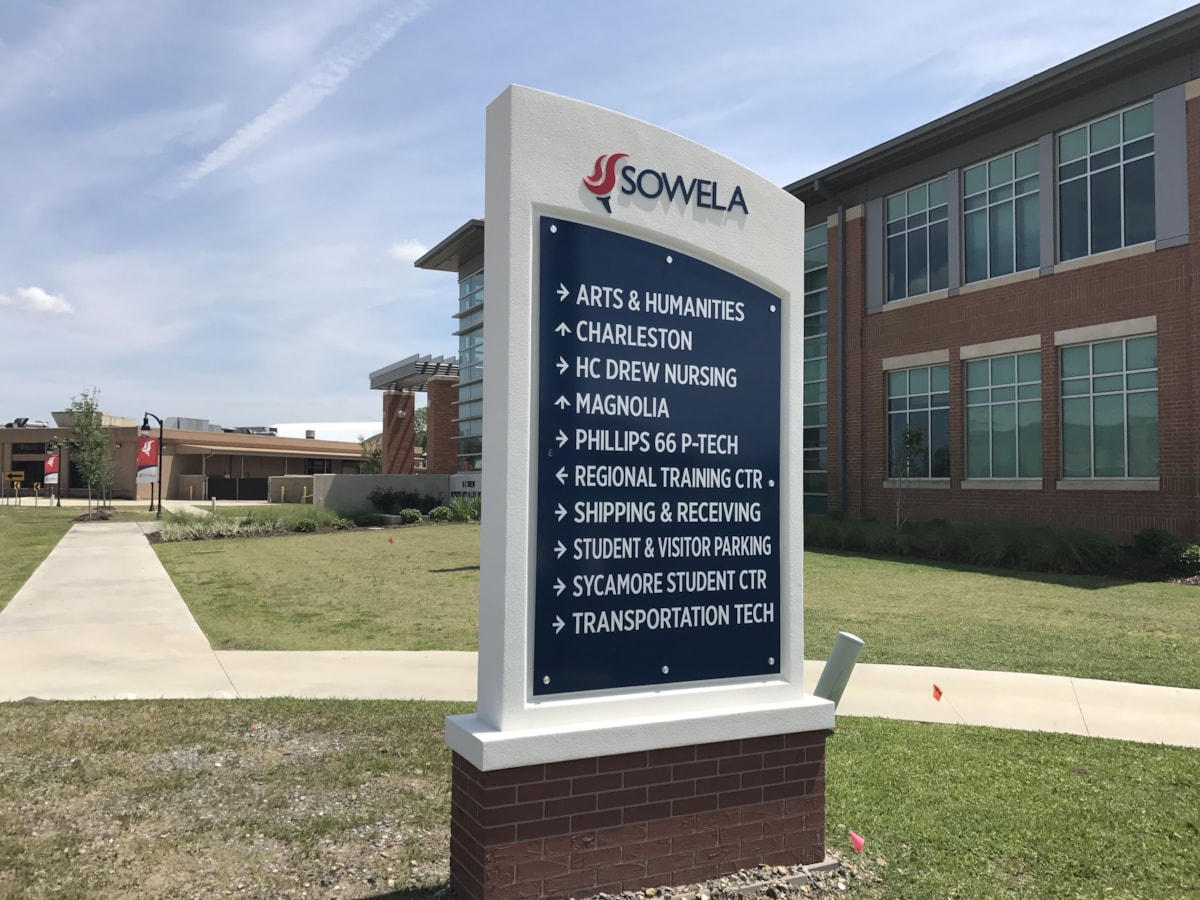 SOWELA
→ ARTS & HUMANITIES
↑ CHARLESTON
→ HC DREW NURSING
↑ MAGNOLIA
→ PHILLIPS 66 P-TECH
← REGIONAL TRAINING CTR
→ SHIPPING & RECEIVING
→ STUDENT & VISITOR PARKING
→ SYCAMORE STUDENT CTR
→ TRANSPORTATION TECH